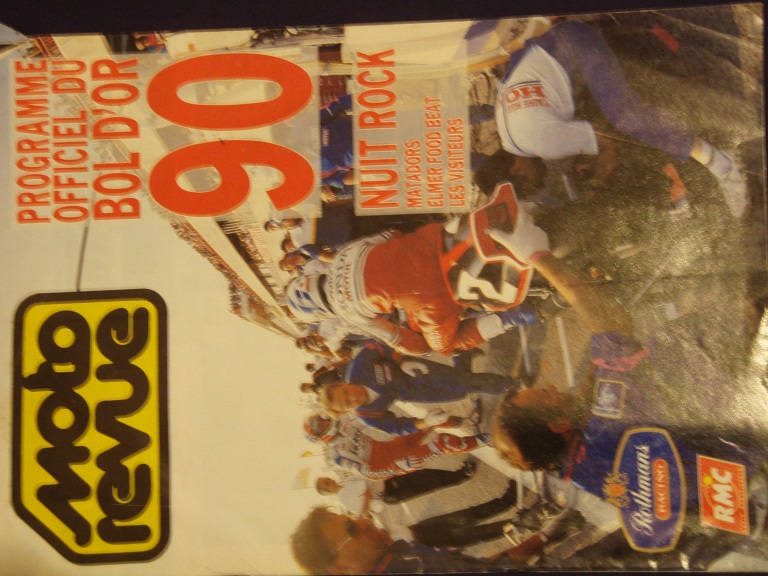 moto
revue
PROGRAMME
OFFICIEL DU
BOL D'OR
90
NUIT ROCK
MATADORS
ELMER FOOD BEAT
LES VISITEURS
2
Rothmans
RACING
RMC